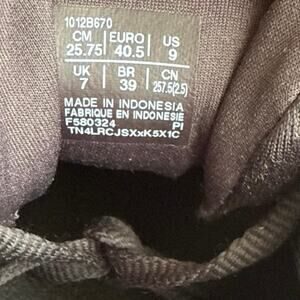 1012B670
CM EURO US
25.75 40.5 9
UK BR CN
7 39 257.5(2.5)
MADE IN INDONESIA
FABRIQUE EN INDONESIE
F580324 PI
TN4LRCJSXxK5X1C